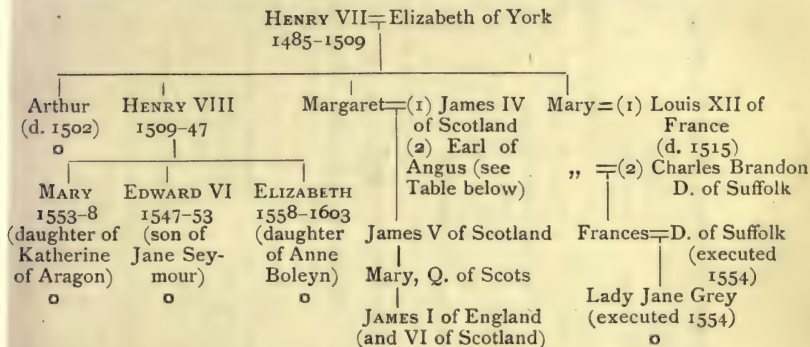 HENRY VII = Elizabeth of York
1485-1509
Arthur
(d. 1502)
o
HENRY VIII
1509-47
Margaret = (1) James IV
of Scotland
(2) Earl of
Angus (see
Table below)
Mary = (1) Louis XII of
France
(d. 1515)
„ = (2) Charles Brandon
D. of Suffolk
MARY
1553-8
(daughter of
Katherine
of Aragon)
o
EDWARD VI
1547-53
(son of
Jane Sey-
mour)
o
ELIZABETH
1558-1603
(daughter
of Anne
Boleyn)
o
James V of Scotland
Mary, Q. of Scots
JAMES I of England
(and VI of Scotland)
Frances = D. of Suffolk
(executed
1554)
Lady Jane Grey
(executed 1554)
o